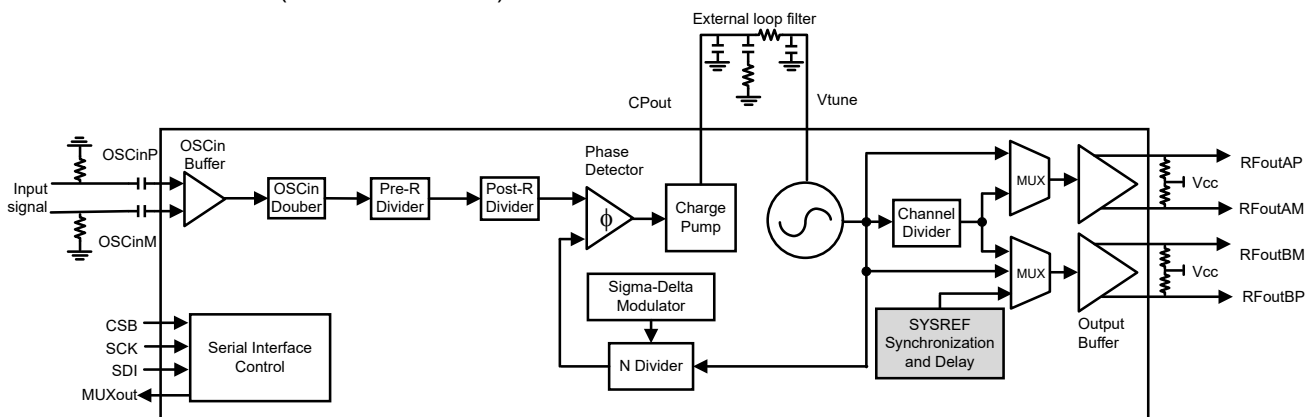 External loop filter
CPout
Vtune
OSCinP
OSCin
Buffer
Input
signal
OSCinM
OSCin
Douber
Pre-R
Divider
Post-R
Divider
Phase
Detector
ϕ
Charge
Pump
Channel
Divider
MUX
MUX
RFoutAP
Vcc
RFoutAM
RFoutBM
Vcc
RFoutBP
Output
Buffer
Sigma-Delta
Modulator
N Divider
SYSREF
Synchronization
and Delay
CSB
SCK
SDI
MUXout
Serial Interface
Control